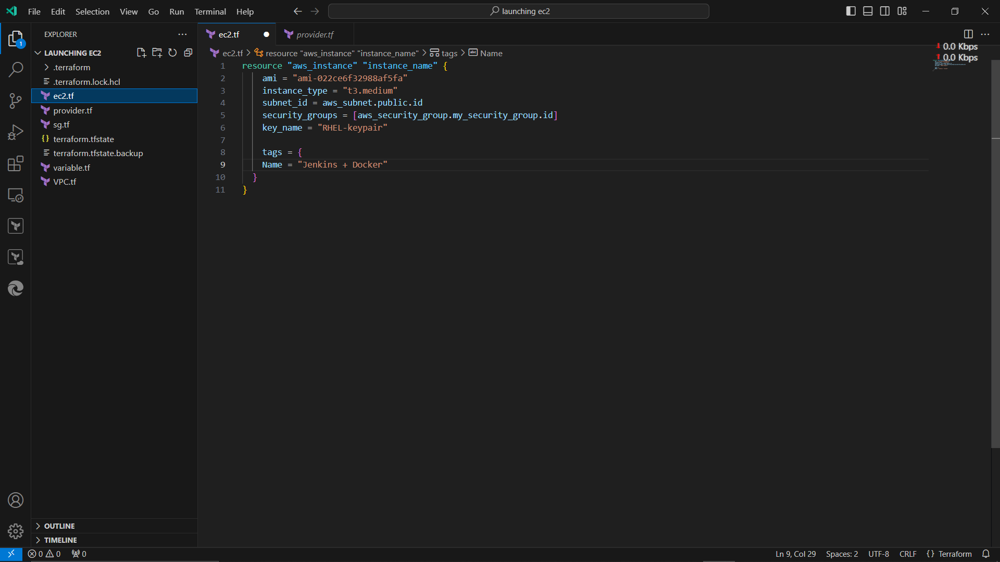 File Edit Selection View Go Run Terminal Help
launching ec2
EXPLORER
1
LAUNCHING EC2
.terraform
.terraform.lock.hcl
ec2.tf
provider.tf
sg.tf
terraform.tfstate
terraform.tfstate.backup
variable.tf
VPC.tf
OUTLINE
TIMELINE
ec2.tf
provider.tf
ec2.tf > resource "aws_instance" "instance_name" > tags > abc Name
0.0 Kbps
0.0 Kbps
1 resource "aws_instance" "instance_name" {
2 ami = "ami-022ce6f32988af5fa"
3 instance_type = "t3.medium"
4 subnet_id = aws_subnet.public.id
5 security_groups = [aws_security_group.my_security_group.id]
6 key_name = "RHEL-keypair"
7
8 tags = {
9 Name = "Jenkins + Docker"
10 }
11 }
0 0 0
Ln 9, Col 29 Spaces: 2 UTF-8 CRLF {} Terraform